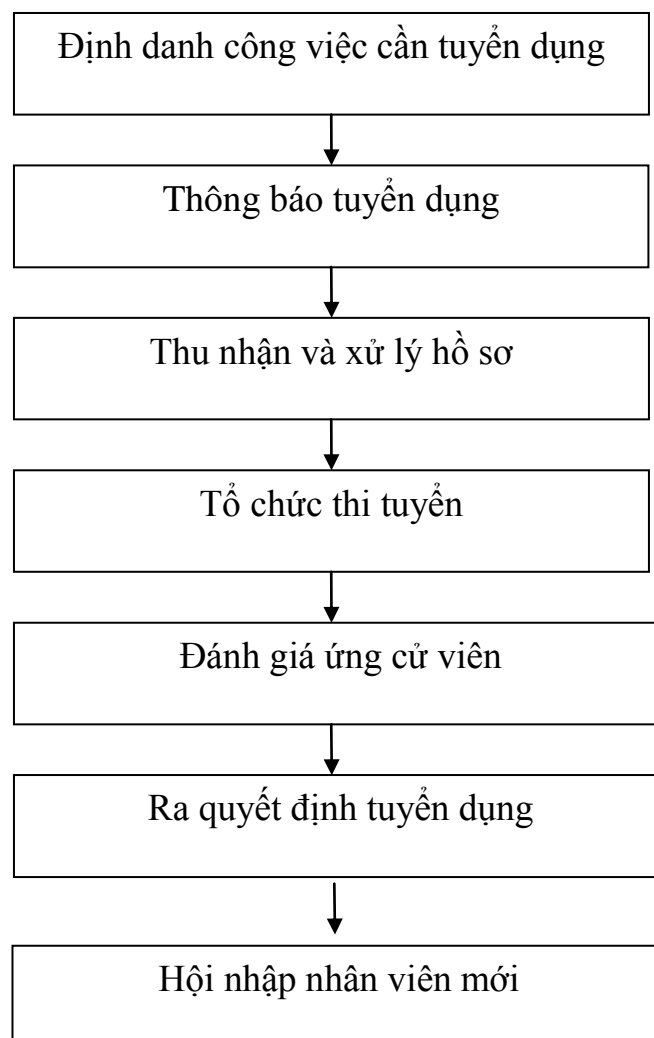 Định danh công việc cần tuyển dụng
Thông báo tuyển dụng
Thu nhận và xử lý hồ sơ
Tổ chức thi tuyển
Đánh giá ứng cử viên
Ra quyết định tuyển dụng
Hội nhập nhân viên mới